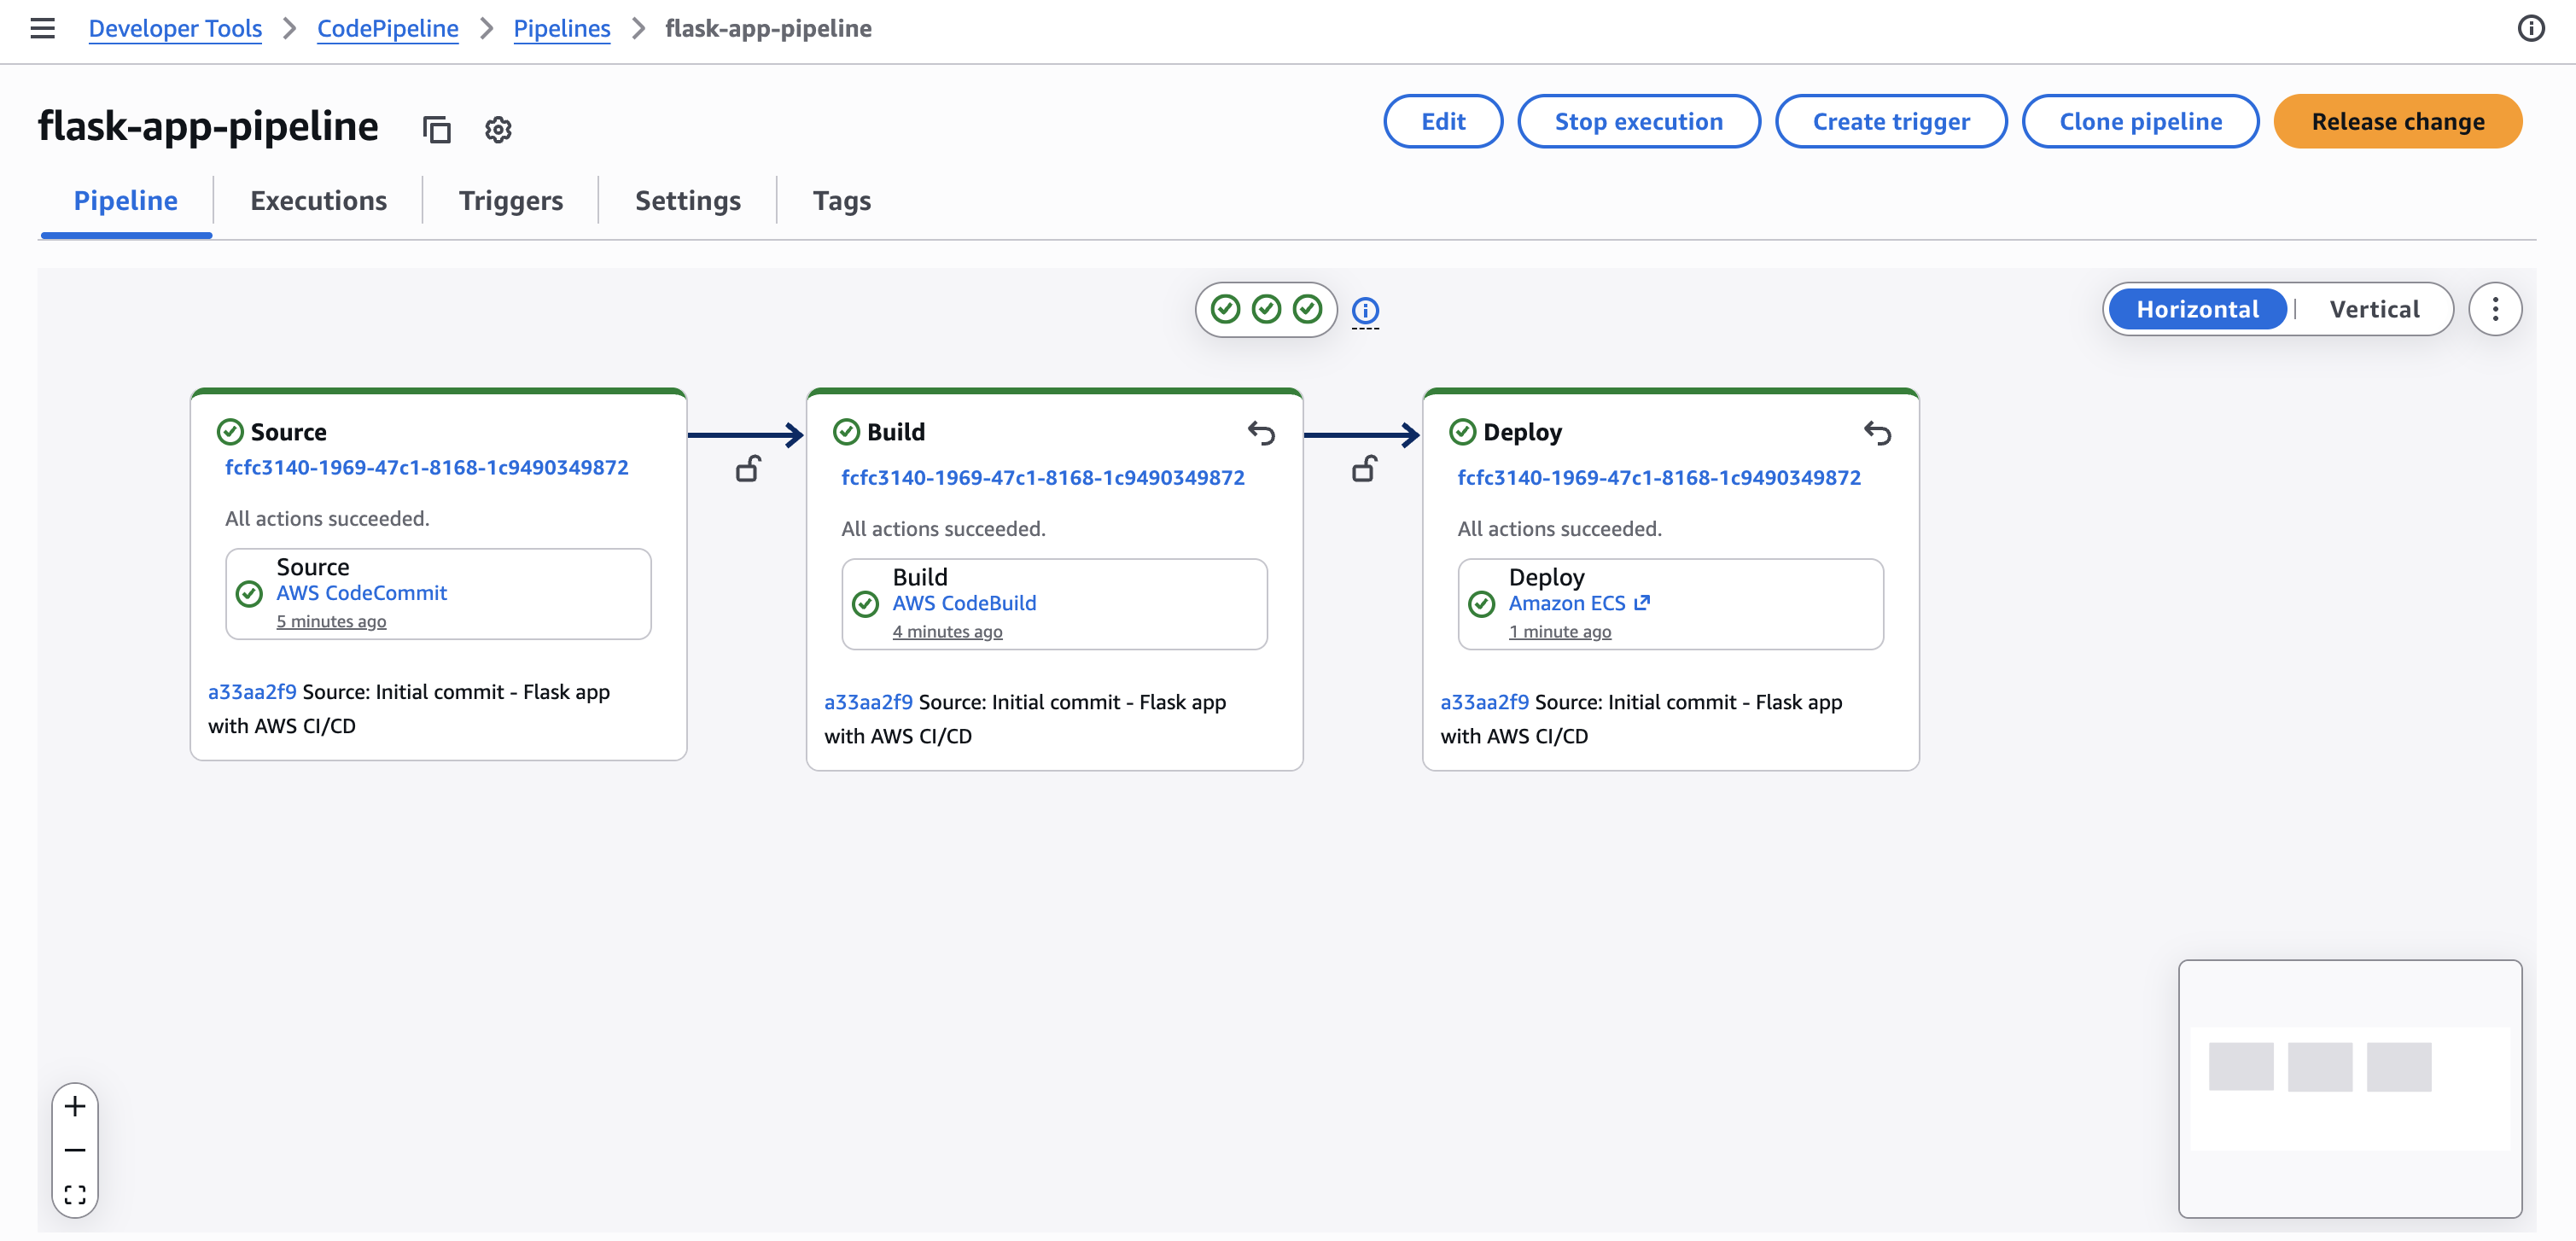 Developer Tools > CodePipeline > Pipelines > flask-app-pipeline
flask-app-pipeline
Edit
Stop execution
Create trigger
Clone pipeline
Release change
Pipeline
Executions
Triggers
Settings
Tags
Horizontal
Vertical
Source
fcfc3140-1969-47c1-8168-1c9490349872
All actions succeeded.
Source
AWS CodeCommit
5 minutes ago
a33aa2f9 Source: Initial commit - Flask app
with AWS CI/CD
Build
fcfc3140-1969-47c1-8168-1c9490349872
All actions succeeded.
Build
AWS CodeBuild
4 minutes ago
a33aa2f9 Source: Initial commit - Flask app
with AWS CI/CD
Deploy
fcfc3140-1969-47c1-8168-1c9490349872
All actions succeeded.
Deploy
Amazon ECS
1 minute ago
a33aa2f9 Source: Initial commit - Flask app
with AWS CI/CD